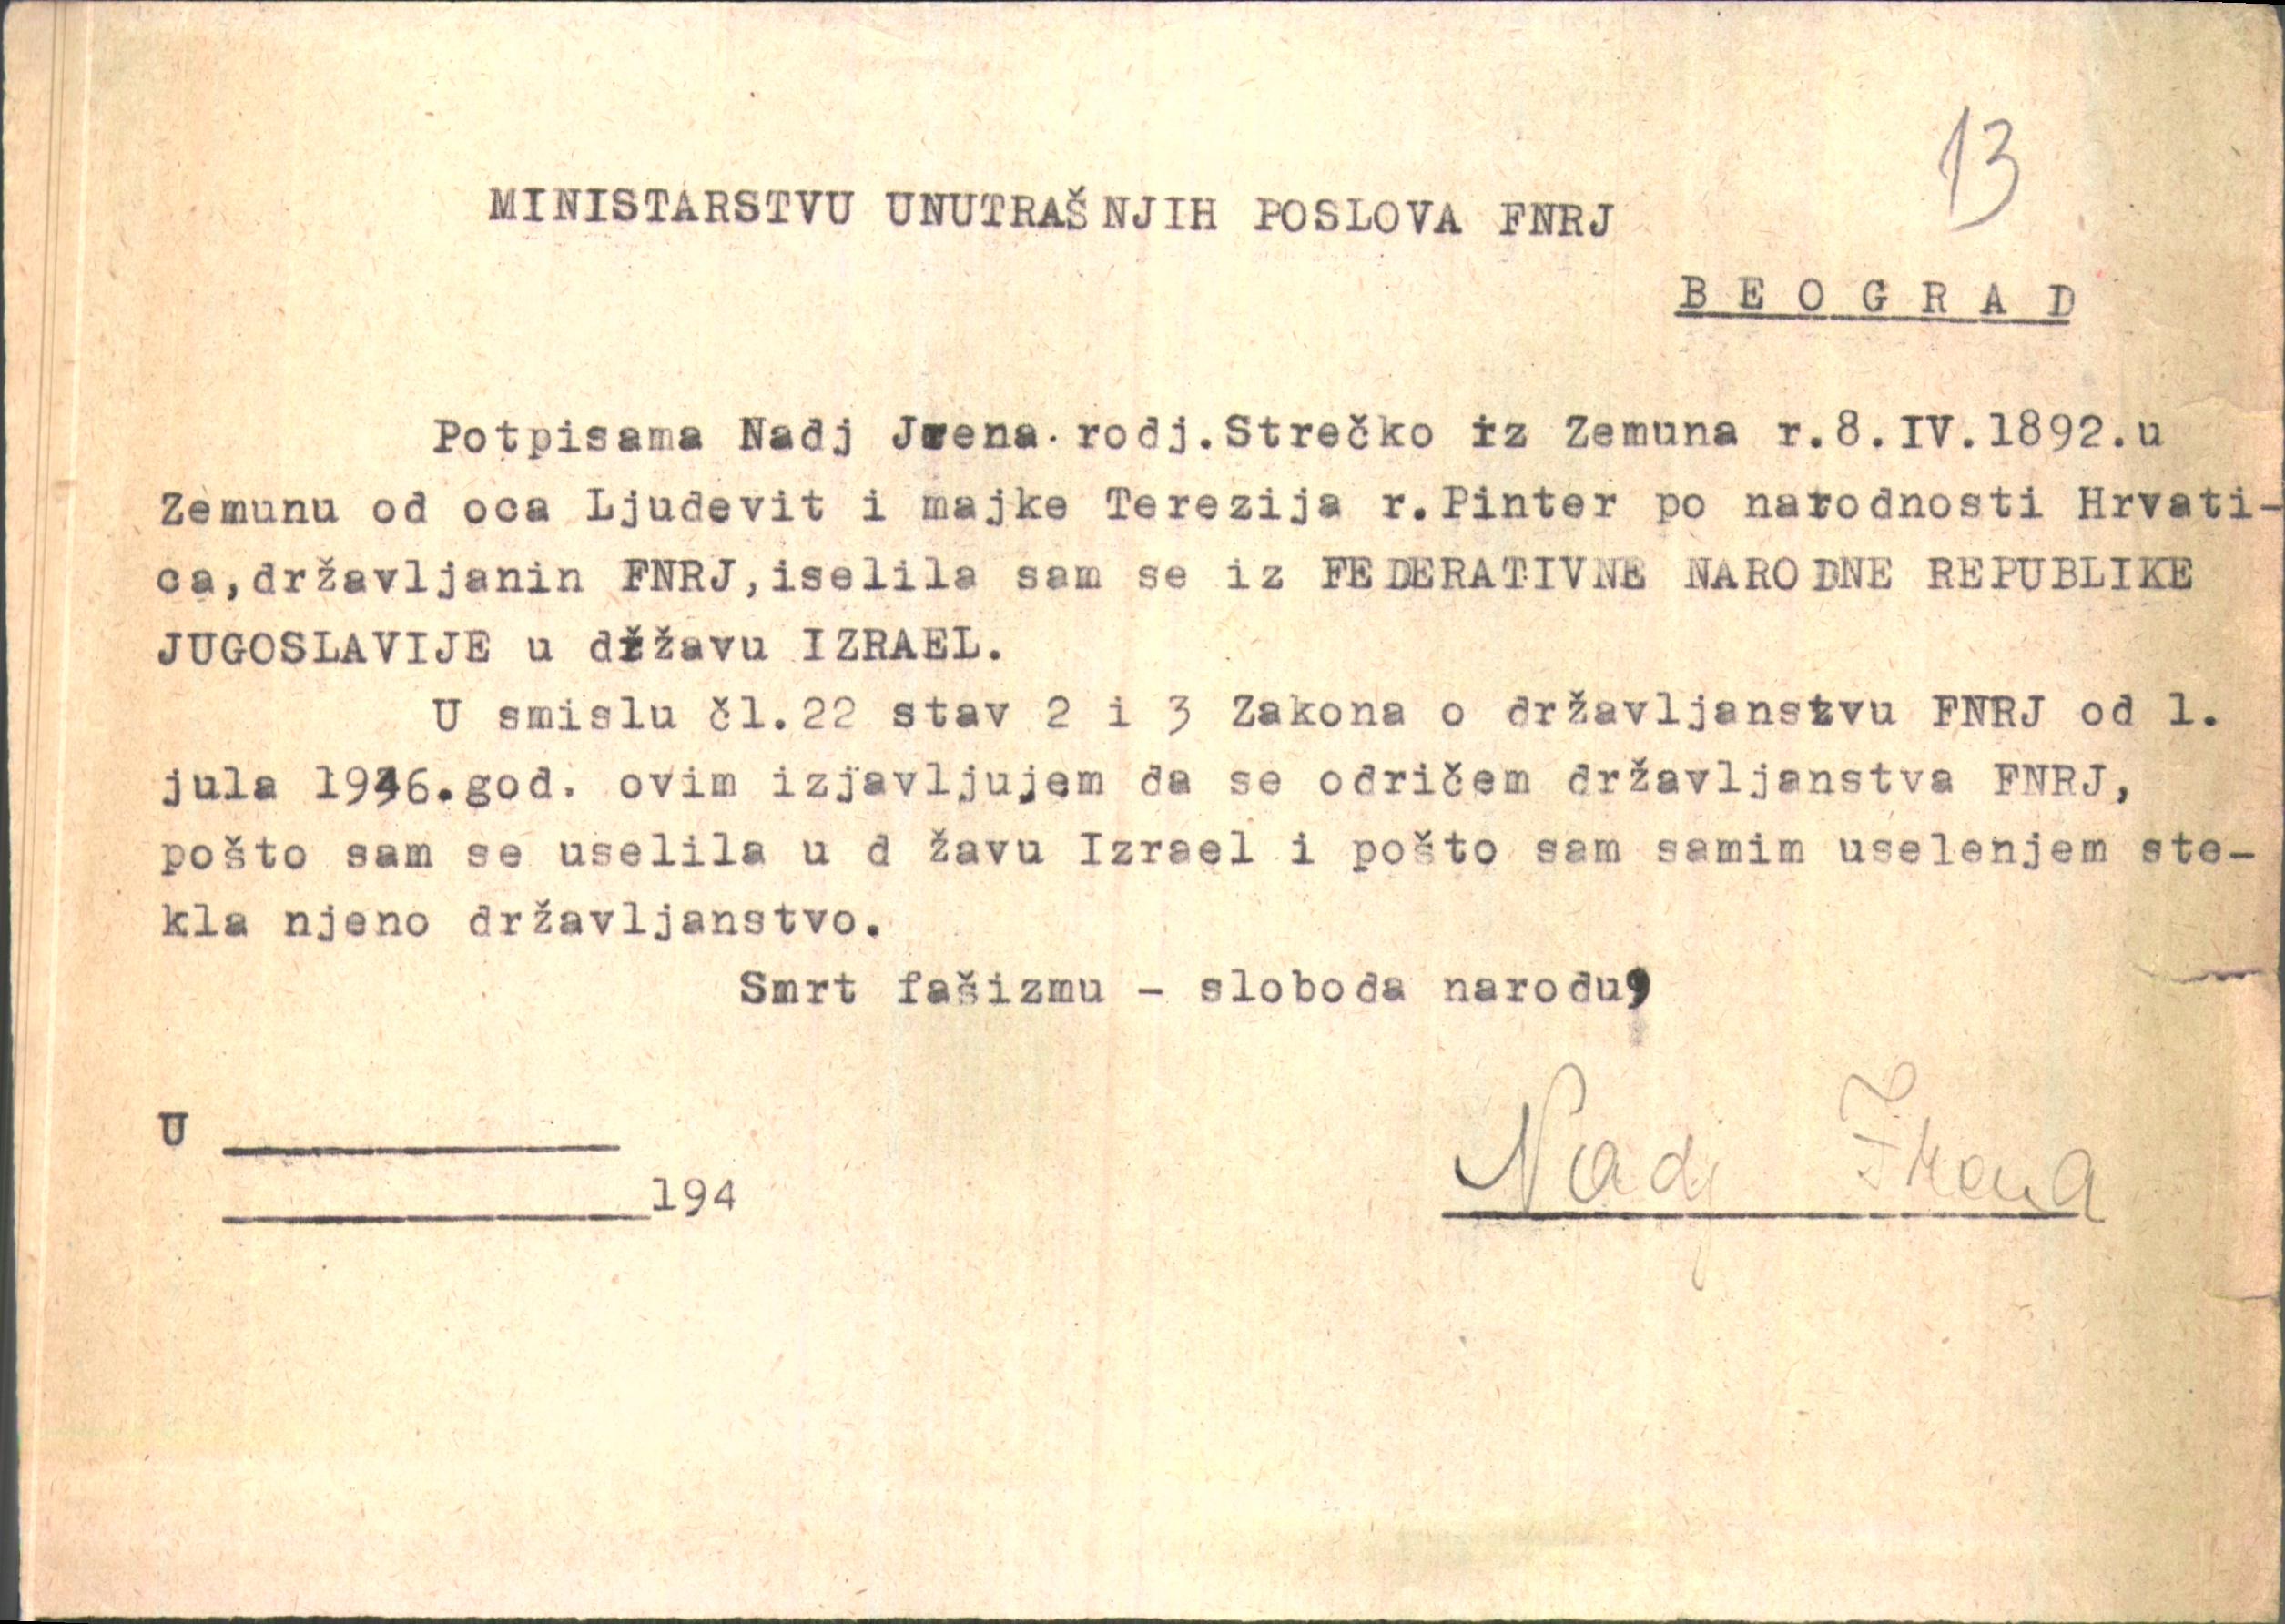 13
MINISTARSTVU UNUTRAŠNJIH POSLOVA FNRJ
B E O G R A D
Potpisama Nadj Jrena rodj.Strečko iz Zemuna r.8.IV.1892.u
Zemunu od oca Ljudevit i majke Terezija r.Pinter po narodnosti Hrvati-
ca,državljanin FNRJ,iselila sam se iz FEDERATIVNE NARODNE REPUBLIKE
JUGOSLAVIJE u državu IZRAEL.
U smislu čl.22 stav 2 i 3 Zakona o državljanstvu FNRJ od 1.
jula 1946.god. ovim izjavljujem da se odričem državljanstva FNRJ,
pošto sam se uselila u d žavu Izrael i pošto sam samim uselenjem ste-
kla njeno državljanstvo.
Smrt fašizmu - sloboda narodu,
U
194
Nadj Irena